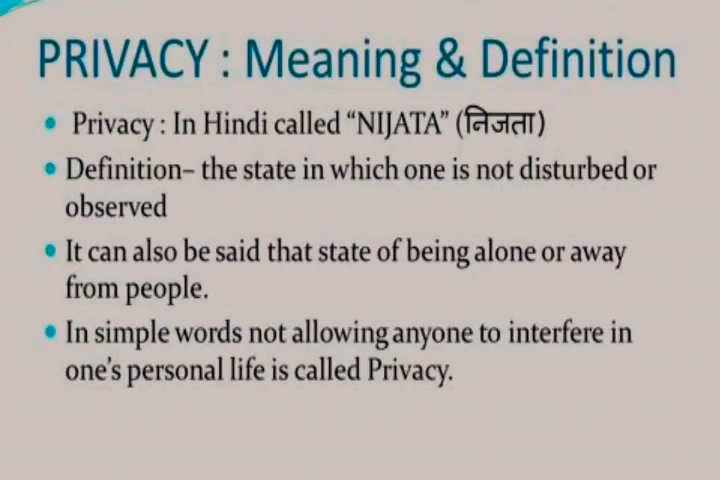 PRIVACY : Meaning & Definition
Privacy : In Hindi called “NIJATA” (निजता)
Definition– the state in which one is not disturbed or
observed
It can also be said that state of being alone or away
from people.
In simple words not allowing anyone to interfere in
one’s personal life is called Privacy.